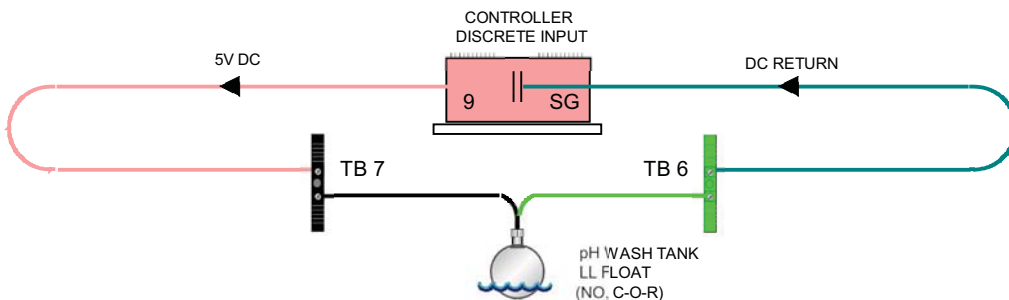 CONTROLLER
DISCRETE INPUT
5V DC
DC RETURN
9
SG
TB 7
TB 6
pH WASH TANK
LL FLOAT
(NO, C-O-R)